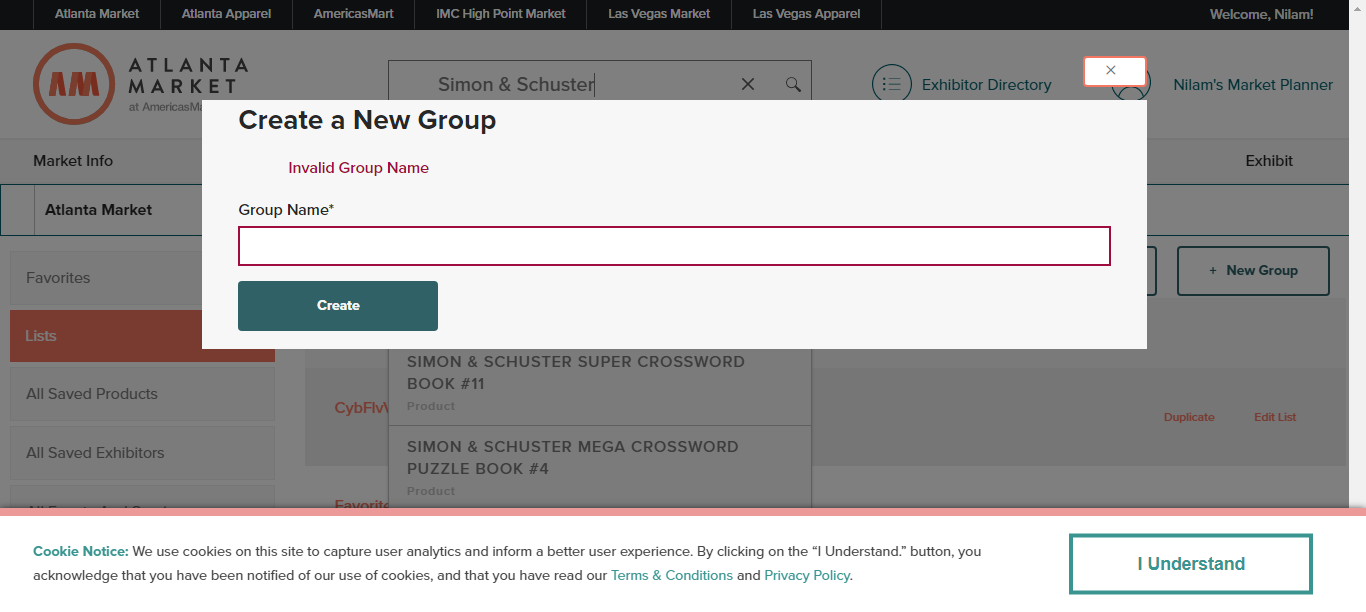 Atlanta Market Atlanta Apparel AmericasMart IMC High Point Market Las Vegas Market Las Vegas Apparel Welcome, Nilam!
ATLANTA
MARKET
at AmericasMa
Simon & Schuster
Exhibitor Directory
Nilam's Market Planner
Create a New Group
Invalid Group Name
Group Name*
Create
Market Info
Exhibit
Atlanta Market
+ New Group
Favorites
Lists
All Saved Products
All Saved Exhibitors
SIMON & SCHUSTER SUPER CROSSWORD
BOOK #11
Product
SIMON & SCHUSTER MEGA CROSSWORD
PUZZLE BOOK #4
Product
Duplicate Edit List
Cookie Notice: We use cookies on this site to capture user analytics and inform a better user experience. By clicking on the “I Understand.” button, you
acknowledge that you have been notified of our use of cookies, and that you have read our Terms & Conditions and Privacy Policy.
I Understand